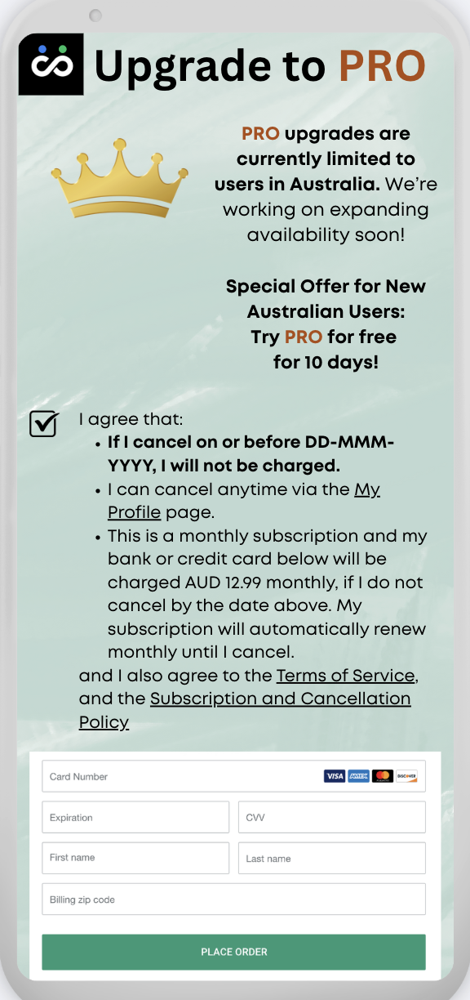 Upgrade to PRO
PRO upgrades are
currently limited to
users in Australia. We’re
working on expanding
availability soon!
Special Offer for New
Australian Users:
Try PRO for free
for 10 days!
I agree that:
• If I cancel on or before DD-MMM-
YYYY, I will not be charged.
• I can cancel anytime via the My
Profile page.
• This is a monthly subscription and my
bank or credit card below will be
charged AUD 12.99 monthly, if I do not
cancel by the date above. My
subscription will automatically renew
monthly until I cancel.
and I also agree to the Terms of Service,
and the Subscription and Cancellation
Policy
Card Number VISA AMEX DISCOVER
Expiration CVV
First name Last name
Billing zip code
PLACE ORDER